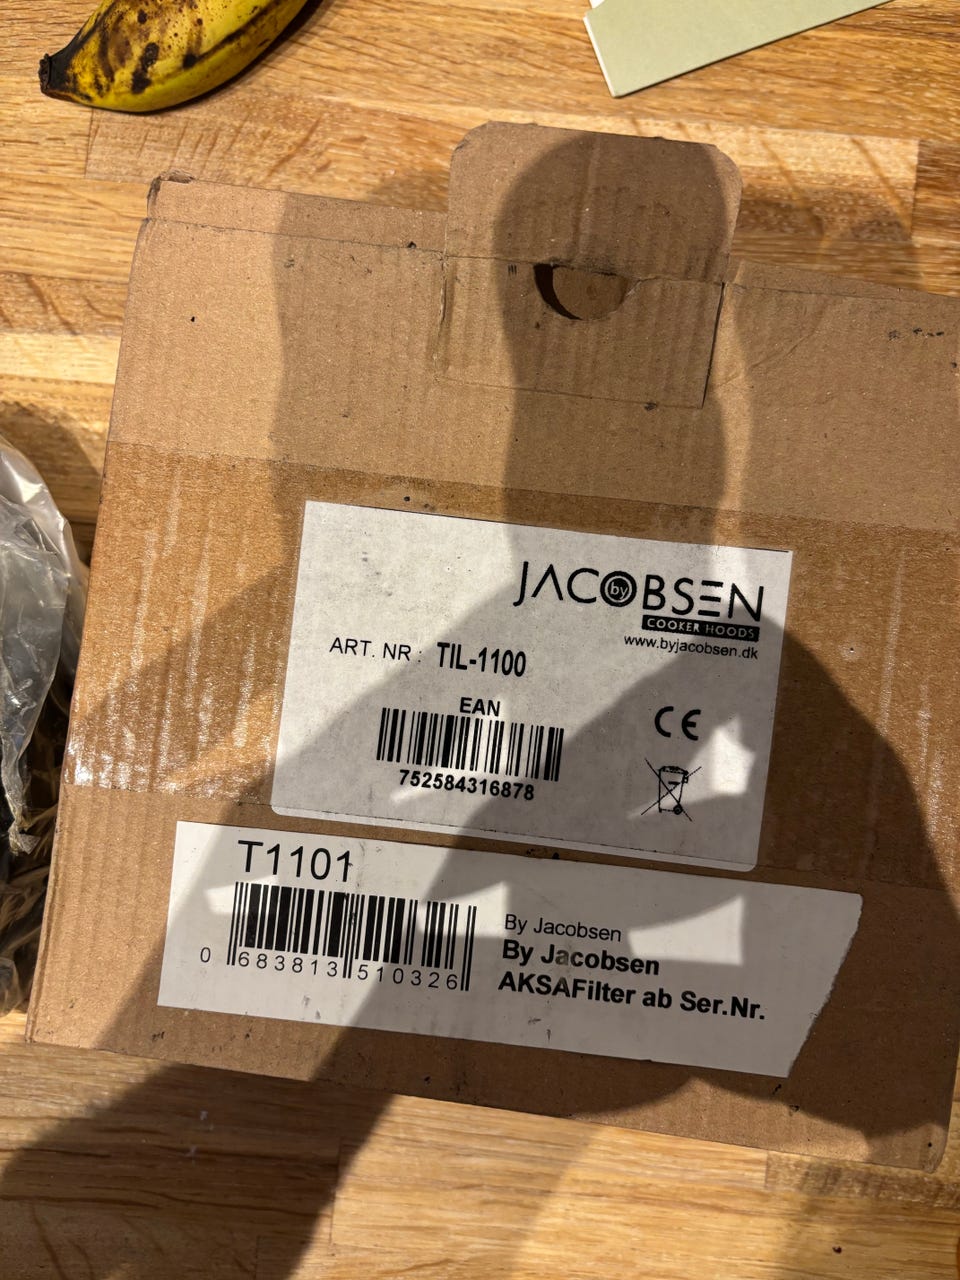 JACOBSEN
by
COOKER HOODS
www.byjacobsen.dk
ART. NR : TIL-1100
EAN
752584316878
CE
T1101
0 683813 510326
By Jacobsen
By Jacobsen
AKSAFilter ab Ser.Nr.